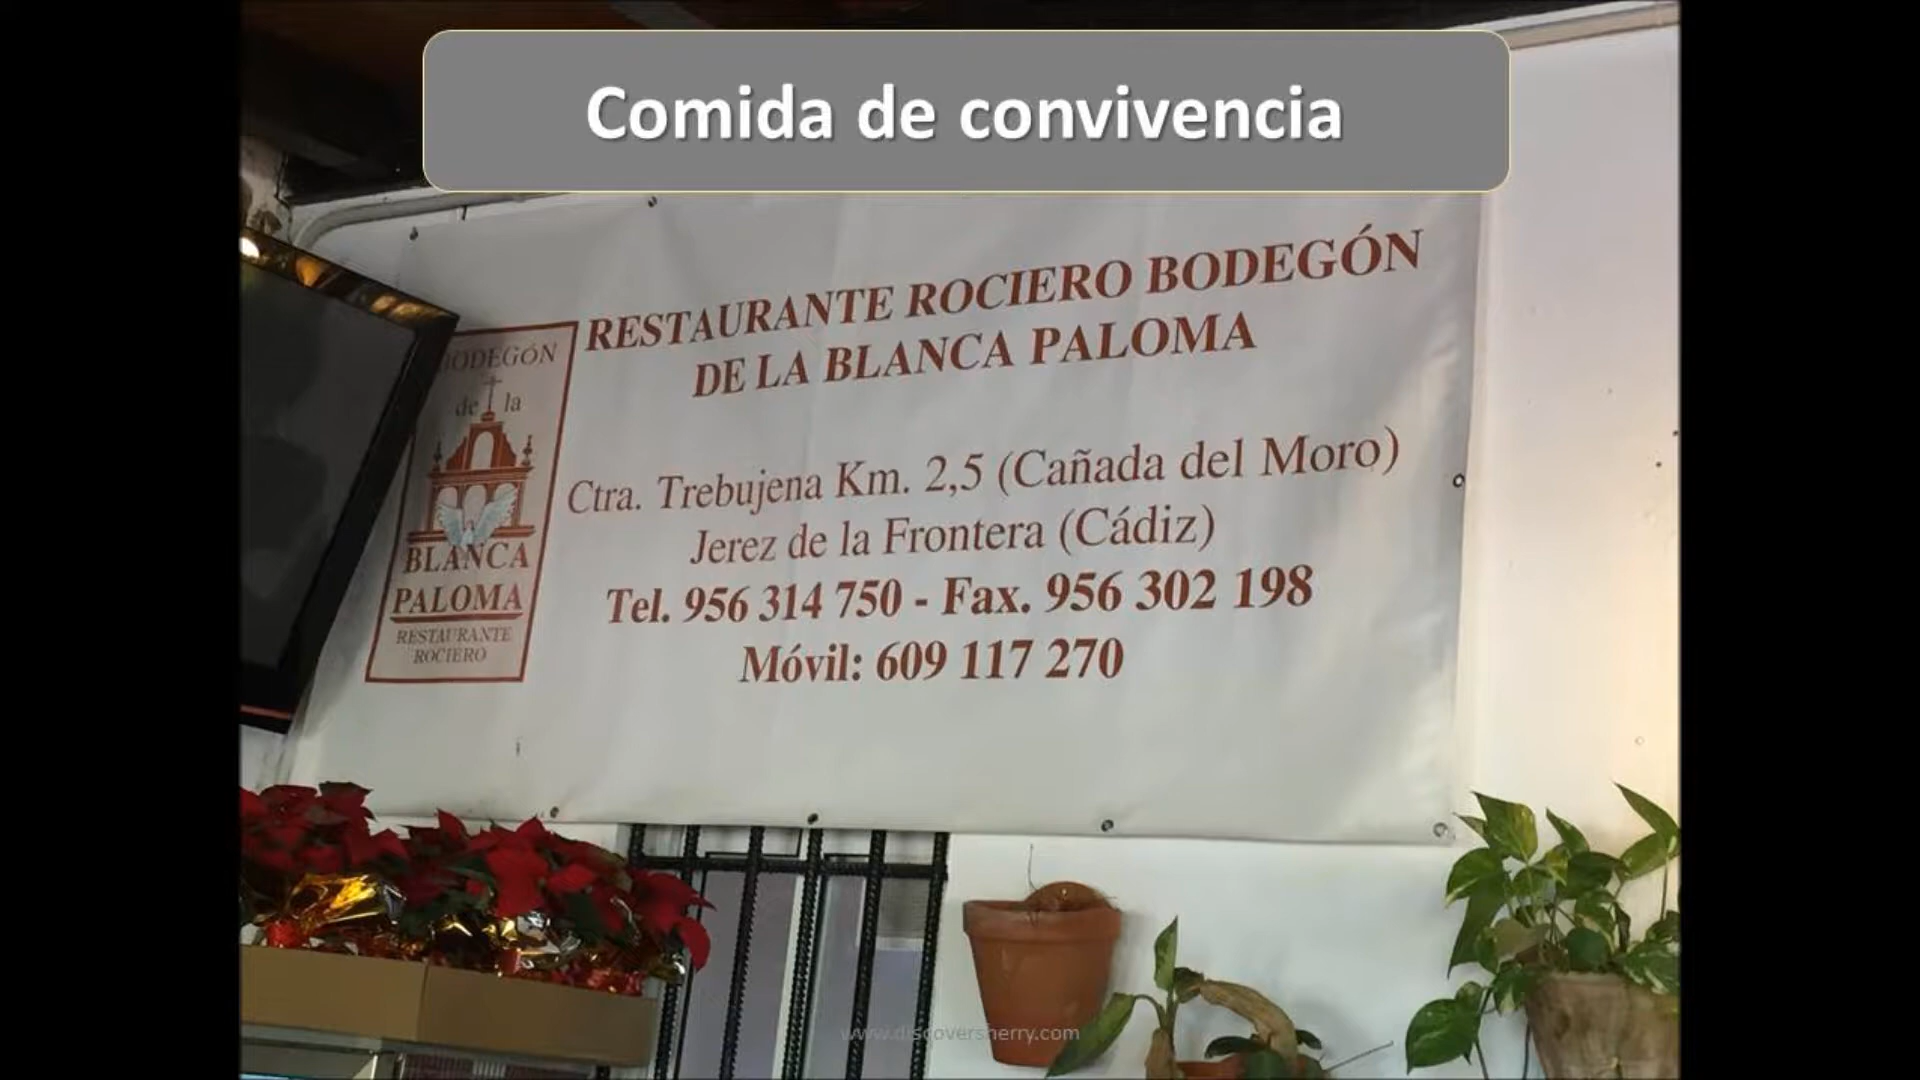 Comida de convivencia
RESTAURANTE ROCIERO BODEGÓN
DE LA BLANCA PALOMA
Ctra. Trebujena Km. 2,5 (Cañada del Moro)
Jerez de la Frontera (Cádiz)
Tel. 956 314 750 - Fax. 956 302 198
Móvil: 609 117 270
BODEGÓN
de la
BLANCA
PALOMA
RESTAURANTE
ROCIERO
www.discoversherry.com